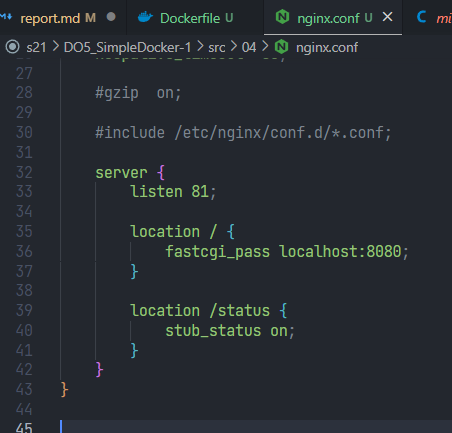 report.md
Dockerfile U
nginx.conf U
s21 > DO5_SimpleDocker-1 > src > 04 > nginx.conf
27
28 #gzip  on;
29
30 #include /etc/nginx/conf.d/*.conf;
31
32 server {
33 listen 81;
34
35 location / {
36 fastcgi_pass localhost:8080;
37 }
38
39 location /status {
40 stub_status on;
41 }
42 }
43 }
44
45